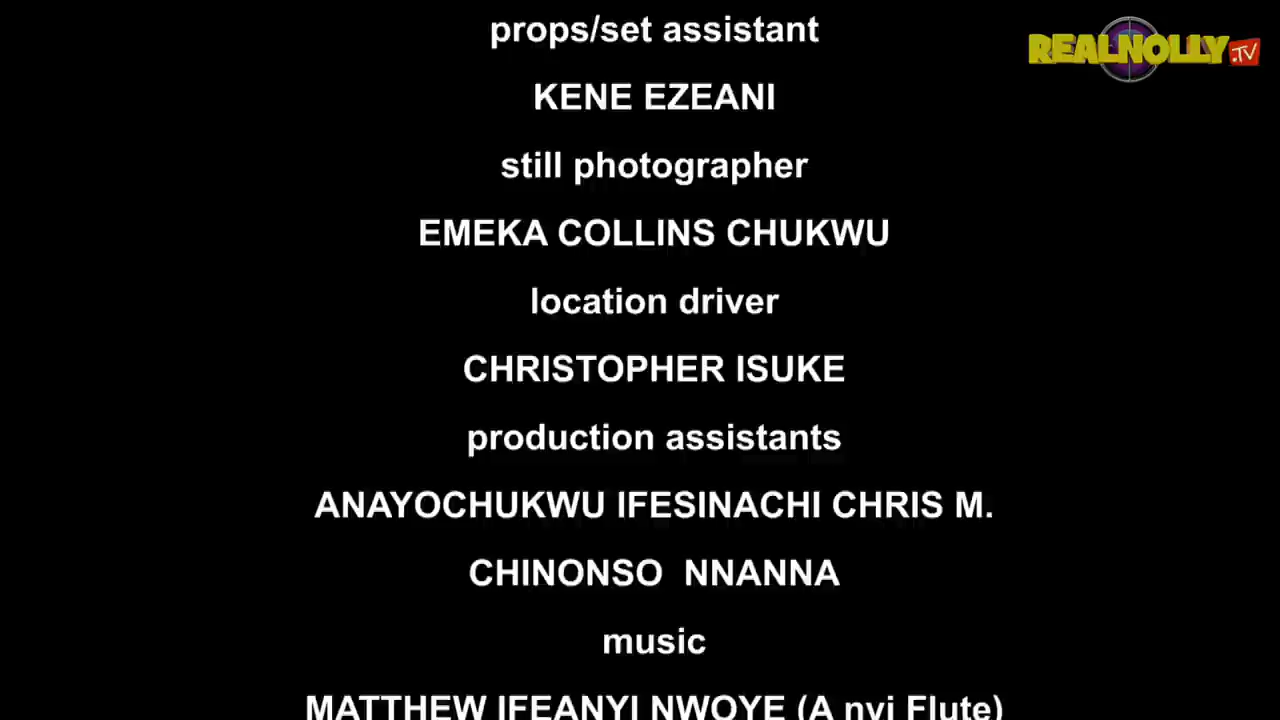 props/set assistant
REALNOLLY.TV
KENE EZEANI
still photographer
EMEKA COLLINS CHUKWU
location driver
CHRISTOPHER ISUKE
production assistants
ANAYOCHUKWU IFESINACHI CHRIS M.
CHINONSO  NNANNA
music
MATTHEW IFEANYI NWOYE (A nyi Flute)